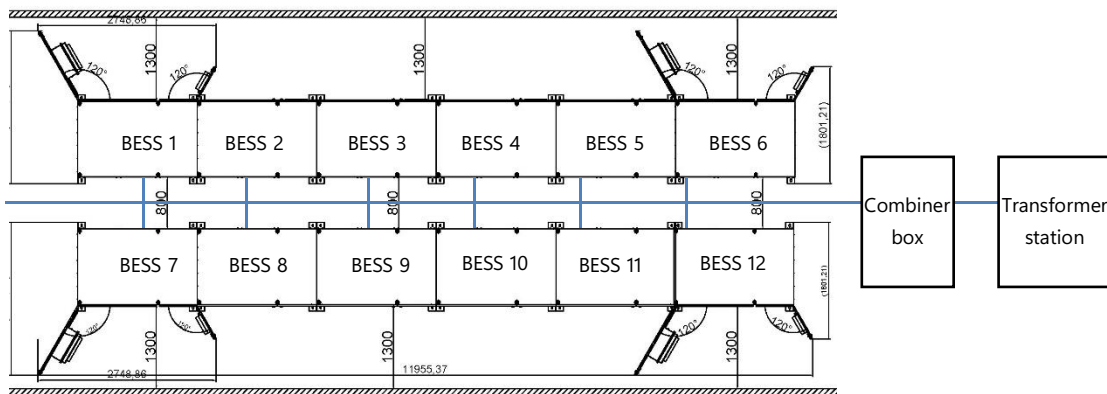 2748,86
120°
120°
1300
1300
120°
120°
1300
(1801,21)
BESS 1
BESS 2
BESS 3
BESS 4
BESS 5
BESS 6
800
800
800
Combiner
box
Transformer
station
BESS 7
BESS 8
BESS 9
BESS 10
BESS 11
BESS 12
(1801,21)
120°
120°
1300
1300
120°
120°
1300
2748,86
11955,37